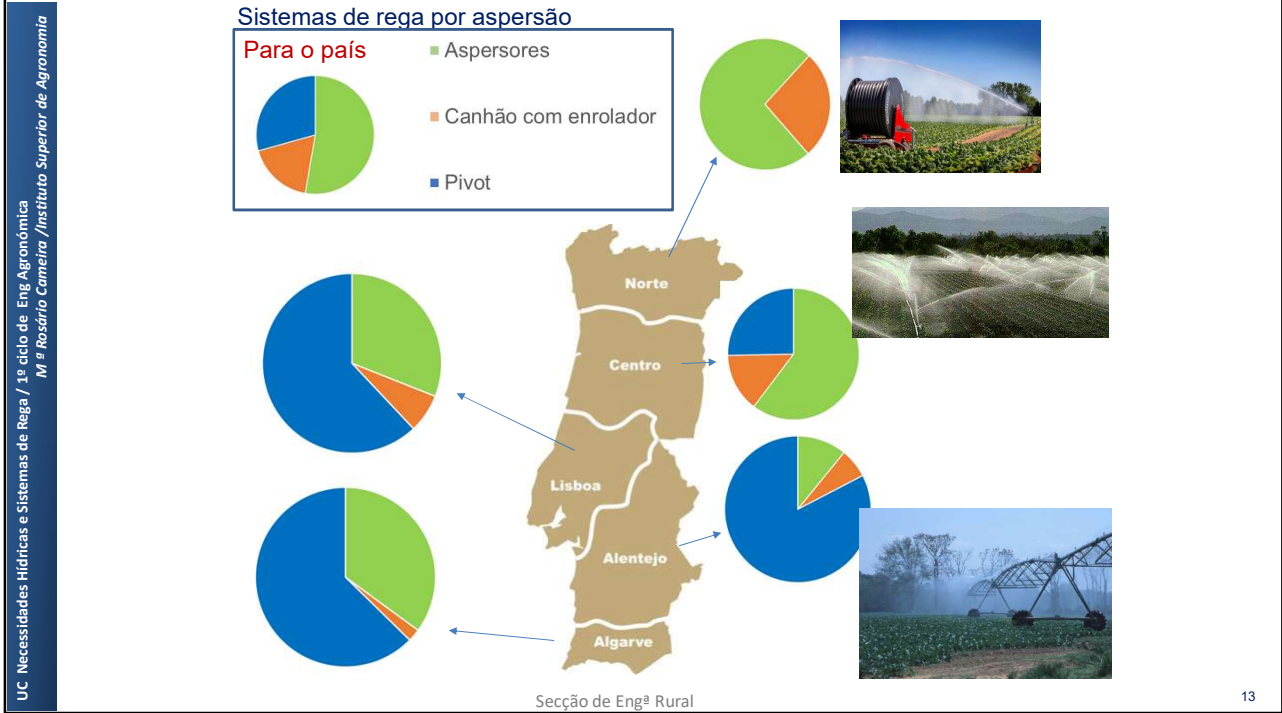 Sistemas de rega por aspersão
Para o país
Aspersores
Canhão com enrolador
Pivot
Norte
Centro
Lisboa
Alentejo
Algarve
UC Necessidades Hídricas e Sistemas de Rega / 1º ciclo de Eng Agronómica
M ª Rosário Cameira /Instituto Superior de Agronomia
Secção de Engª Rural
13